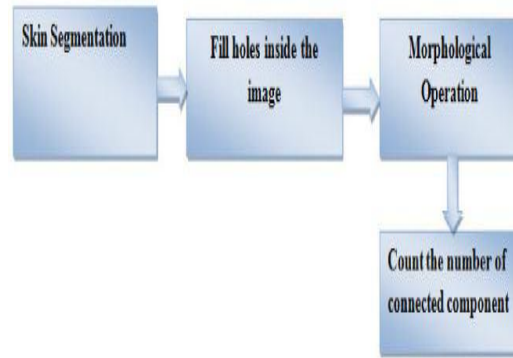 Skin Segmentation
Fill holes inside the
image
Morphological
Operation
Count the number of
connected component